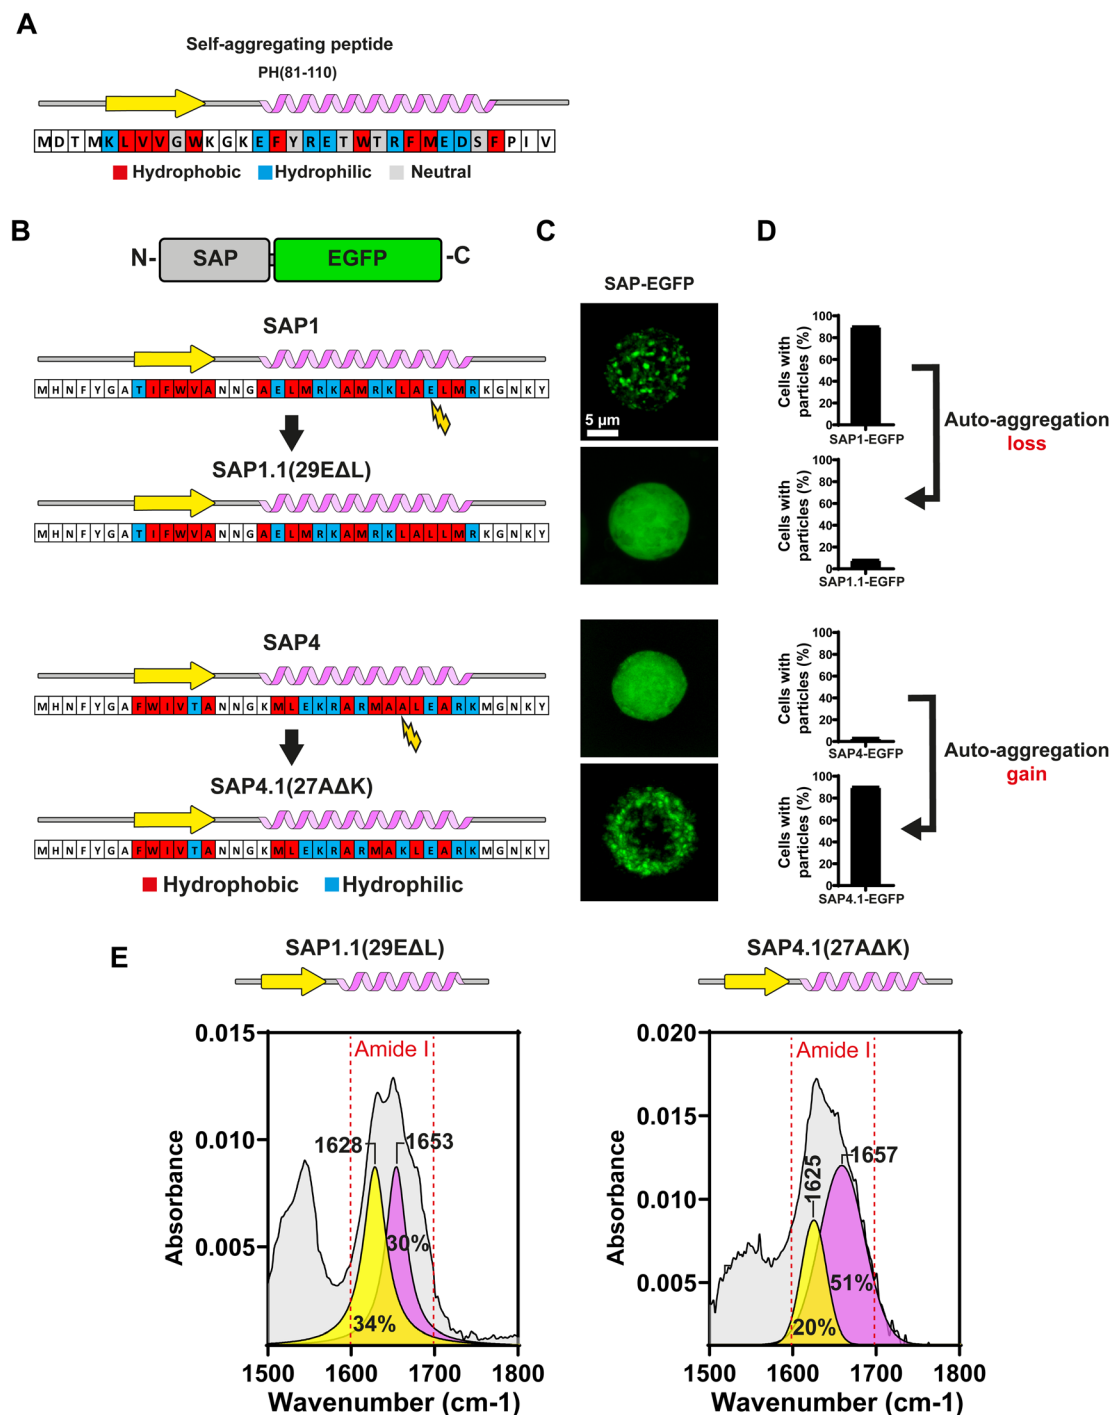 A
Self-aggregating peptide
PH(81-110)
M D T M K L V V G W K G K E F Y R E T W T R F M E D S F P I V
Hydrophobic Hydrophilic Neutral
B
N- SAP EGFP -C
SAP1
M H N F Y G A T I F W V A N N G A E L M R K A M R K L A E L M R K G N K Y
SAP1.1(29EΔL)
M H N F Y G A T I F W V A N N G A E L M R K A M R K L A L L M R K G N K Y
SAP4
M H N F Y G A F W I V T A N N G K M L E K R A R M A A L E A R K M G N K Y
SAP4.1(27AΔK)
M H N F Y G A F W I V T A N N G K M L E K R A R M A K L E A R K M G N K Y
Hydrophobic Hydrophilic
C
SAP-EGFP
5 µm
D
Cells with
particles (%)
100
80
60
40
20
0
SAP1-EGFP
Cells with
particles (%)
100
80
60
40
20
0
SAP1.1-EGFP
Auto-aggregation
loss
Cells with
particles (%)
100
80
60
40
20
0
SAP4-EGFP
Cells with
particles (%)
100
80
60
40
20
0
SAP4.1-EGFP
Auto-aggregation
gain
E
SAP1.1(29EΔL)
Absorbance
0.015
0.010
0.005
Amide I
1628
1653
30%
34%
1500 1600 1700 1800
Wavenumber (cm-1)
SAP4.1(27AΔK)
Absorbance
0.020
0.015
0.010
0.005
Amide I
1625
1657
51%
20%
1500 1600 1700 1800
Wavenumber (cm-1)